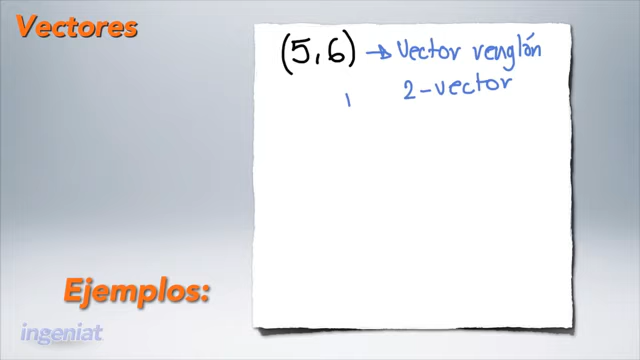 Vectores
(5,6) → Vector renglón
2-vector
Ejemplos:
ingeniat